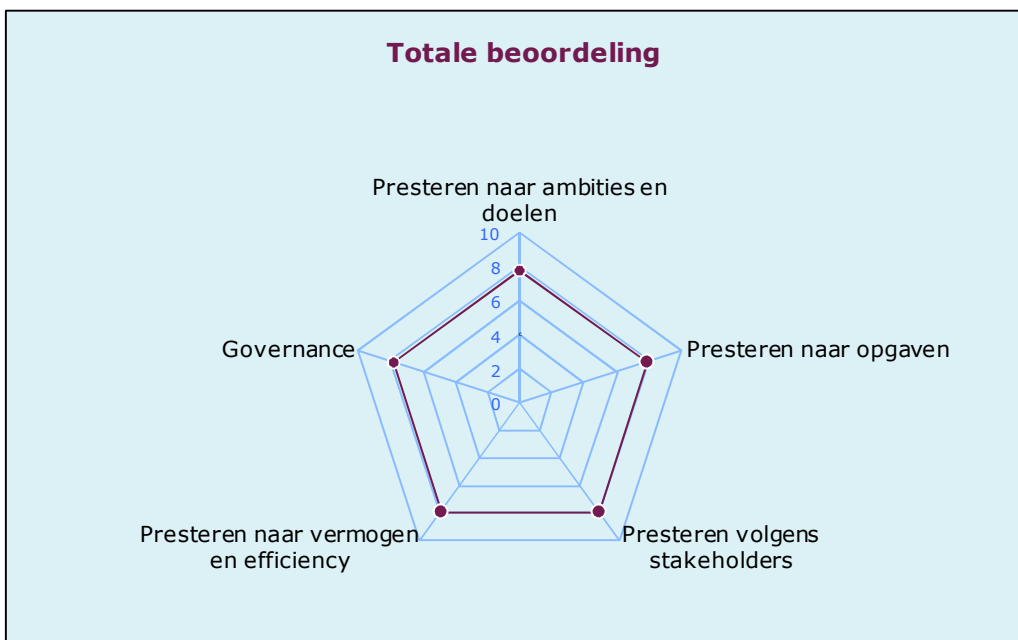 Totale beoordeling
Presteren naar ambities en
doelen
10
8
6
4
2
0
Governance
Presteren naar opgaven
Presteren naar vermogen
en efficiency
Presteren volgens
stakeholders